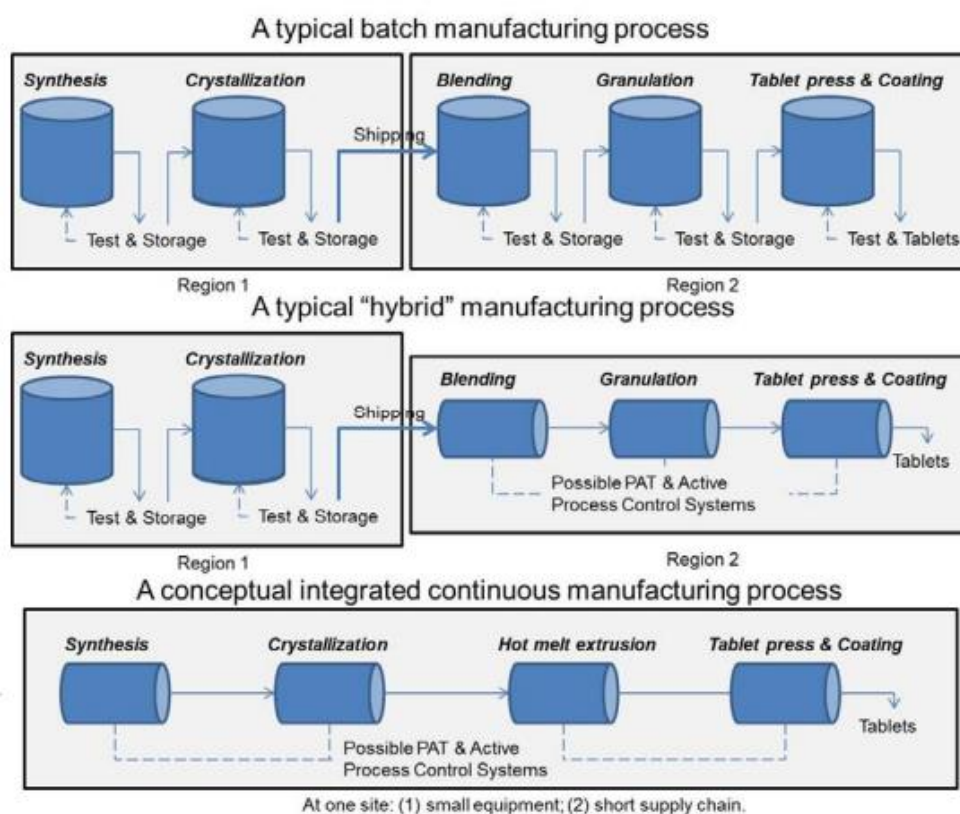 A typical batch manufacturing process
Synthesis
Crystallization
Shipping
Blending
Granulation
Tablet press & Coating
Test & Storage
Test & Storage
Test & Storage
Test & Storage
Test & Tablets
Region 1
Region 2
A typical “hybrid” manufacturing process
Synthesis
Crystallization
Shipping
Blending
Granulation
Tablet press & Coating
Tablets
Test & Storage
Test & Storage
Possible PAT & Active
Process Control Systems
Region 1
Region 2
A conceptual integrated continuous manufacturing process
Synthesis
Crystallization
Hot melt extrusion
Tablet press & Coating
Tablets
Possible PAT & Active
Process Control Systems
At one site: (1) small equipment; (2) short supply chain.